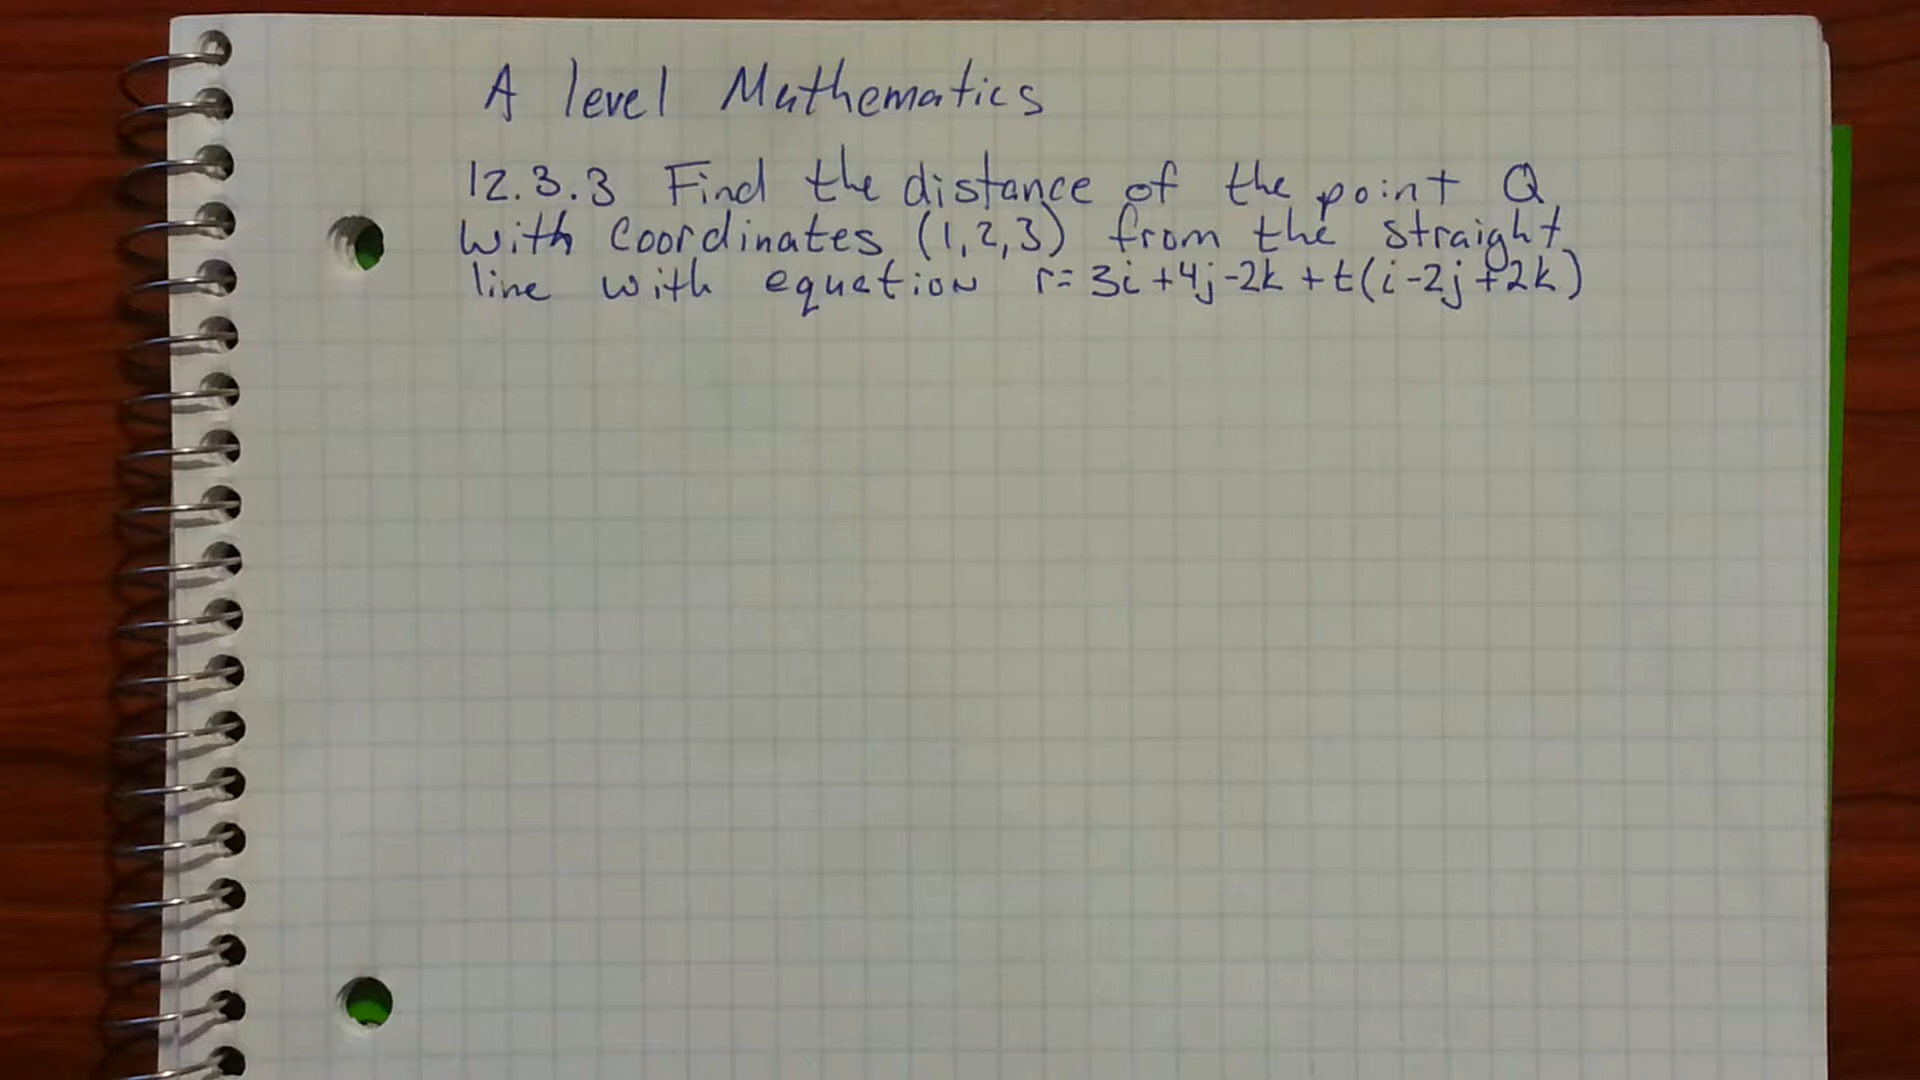 A level Mathematics
12.3.3 Find the distance of the point Q
with coordinates (1,2,3) from the straight
line with equation r=3i+4j-2k+t(i-2j+2k)